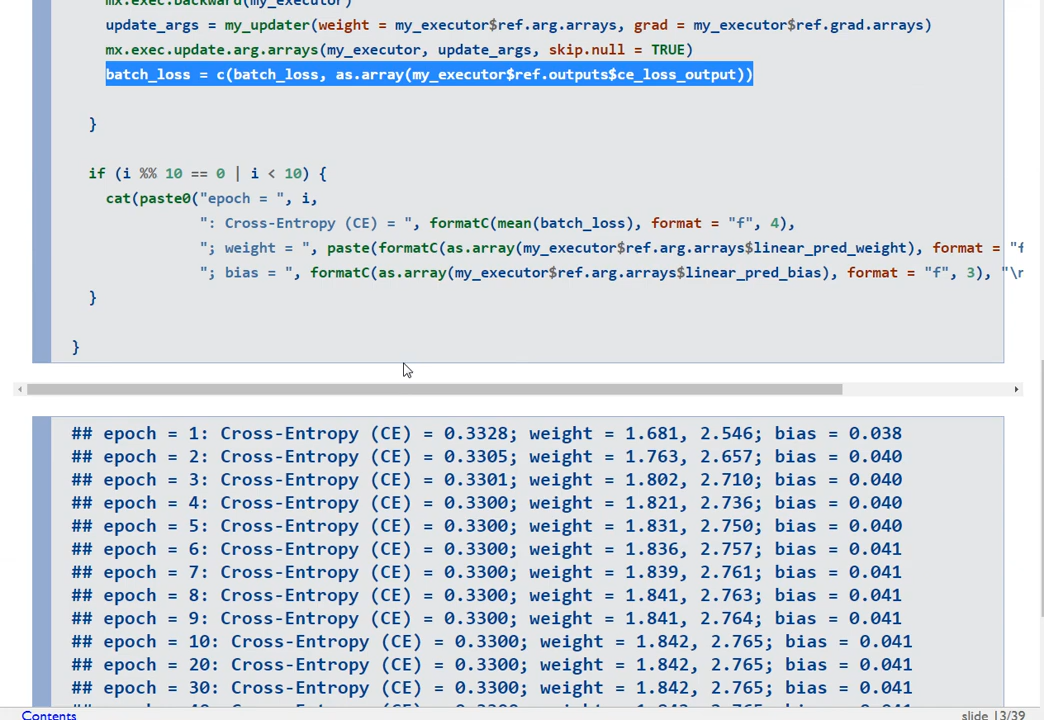 mx.exec.backward(my_executor)
update_args = my_updater(weight = my_executor$ref.arg.arrays, grad = my_executor$ref.grad.arrays)
mx.exec.update.arg.arrays(my_executor, update_args, skip.null = TRUE)
batch_loss = c(batch_loss, as.array(my_executor$ref.outputs$ce_loss_output))
}
if (i %% 10 == 0 | i < 10) {
cat(paste0("epoch = ", i,
": Cross-Entropy (CE) = ", formatC(mean(batch_loss), format = "f", 4),
"; weight = ", paste(formatC(as.array(my_executor$ref.arg.arrays$linear_pred_weight), format = "f
"; bias = ", formatC(as.array(my_executor$ref.arg.arrays$linear_pred_bias), format = "f", 3), "\n
}
}
## epoch = 1: Cross-Entropy (CE) = 0.3328; weight = 1.681, 2.546; bias = 0.038
## epoch = 2: Cross-Entropy (CE) = 0.3305; weight = 1.763, 2.657; bias = 0.040
## epoch = 3: Cross-Entropy (CE) = 0.3301; weight = 1.802, 2.710; bias = 0.040
## epoch = 4: Cross-Entropy (CE) = 0.3300; weight = 1.821, 2.736; bias = 0.040
## epoch = 5: Cross-Entropy (CE) = 0.3300; weight = 1.831, 2.750; bias = 0.040
## epoch = 6: Cross-Entropy (CE) = 0.3300; weight = 1.836, 2.757; bias = 0.041
## epoch = 7: Cross-Entropy (CE) = 0.3300; weight = 1.839, 2.761; bias = 0.041
## epoch = 8: Cross-Entropy (CE) = 0.3300; weight = 1.841, 2.763; bias = 0.041
## epoch = 9: Cross-Entropy (CE) = 0.3300; weight = 1.841, 2.764; bias = 0.041
## epoch = 10: Cross-Entropy (CE) = 0.3300; weight = 1.842, 2.765; bias = 0.041
## epoch = 20: Cross-Entropy (CE) = 0.3300; weight = 1.842, 2.765; bias = 0.041
## epoch = 30: Cross-Entropy (CE) = 0.3300; weight = 1.842, 2.765; bias = 0.041
Contents
slide 13/39